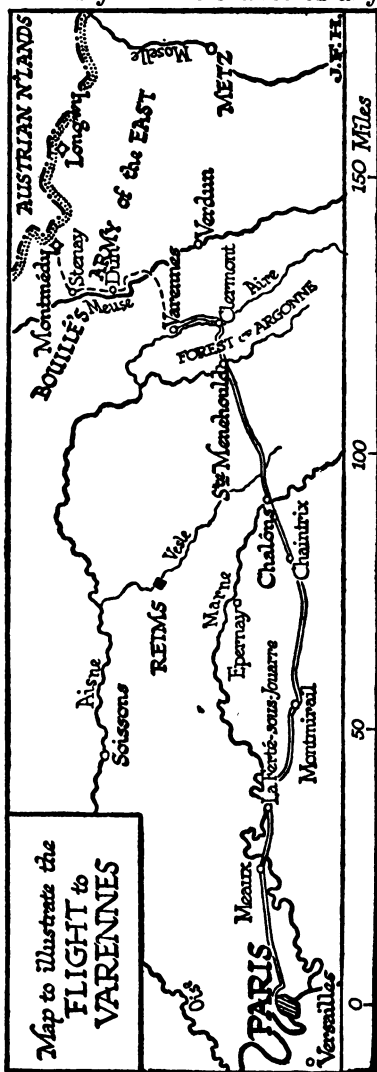 Map to illustrate the
FLIGHT to
VARENNES
AUSTRIAN N'LANDS
Longwy
Montmédy
Stenay
BOUILLÉ'S
ARMY
of the EAST
Dun
Meuse
Moselle
METZ
Verdun
Varennes
Clermont
Aire
FOREST OF ARGONNE
Ste Menehould
Aisne
Soissons
Vesle
REIMS
Marne
Epernay
Chalôns
Chaintrix
La Ferté-sous-Jouarre
Montmirail
Meaux
Oise
PARIS
Versailles
0
50
100
150 Miles
J.F.H.